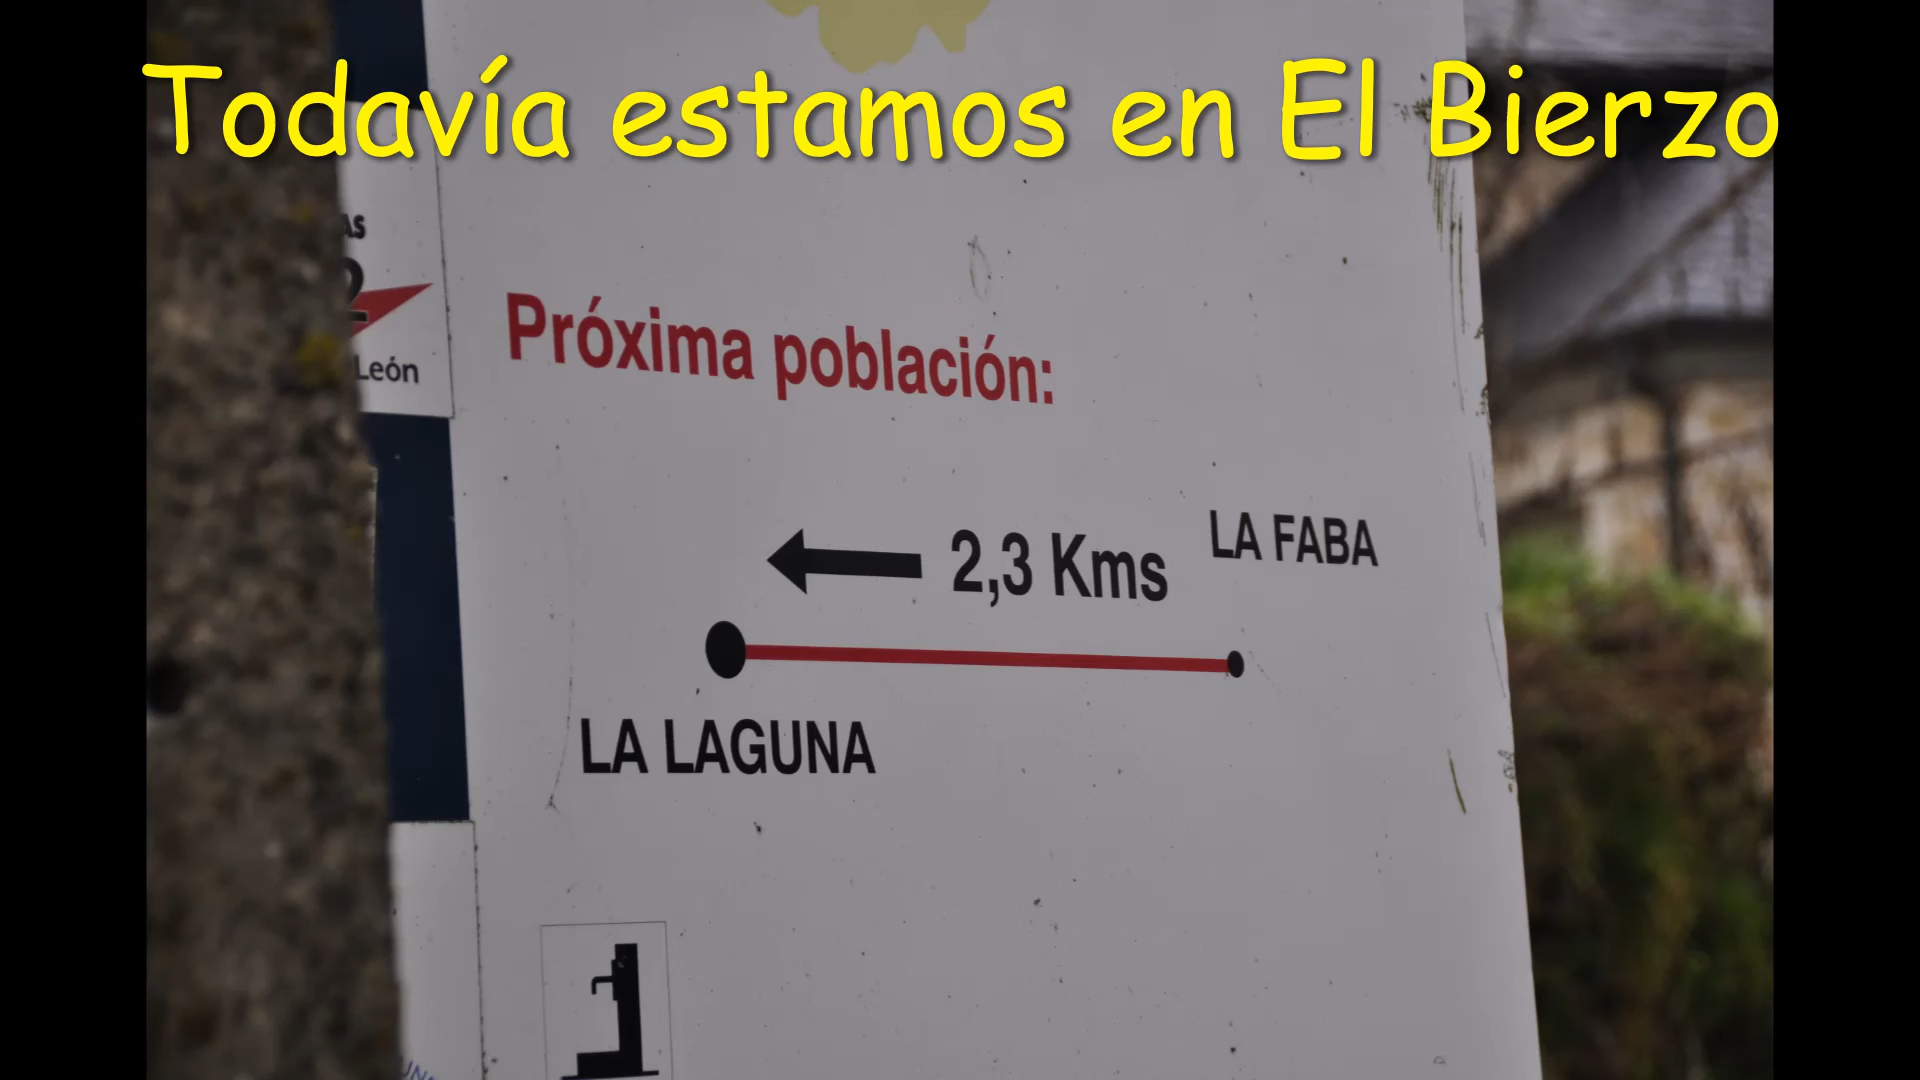 Todavía estamos en El Bierzo
León
Próxima población:
2,3 Kms
LA FABA
LA LAGUNA